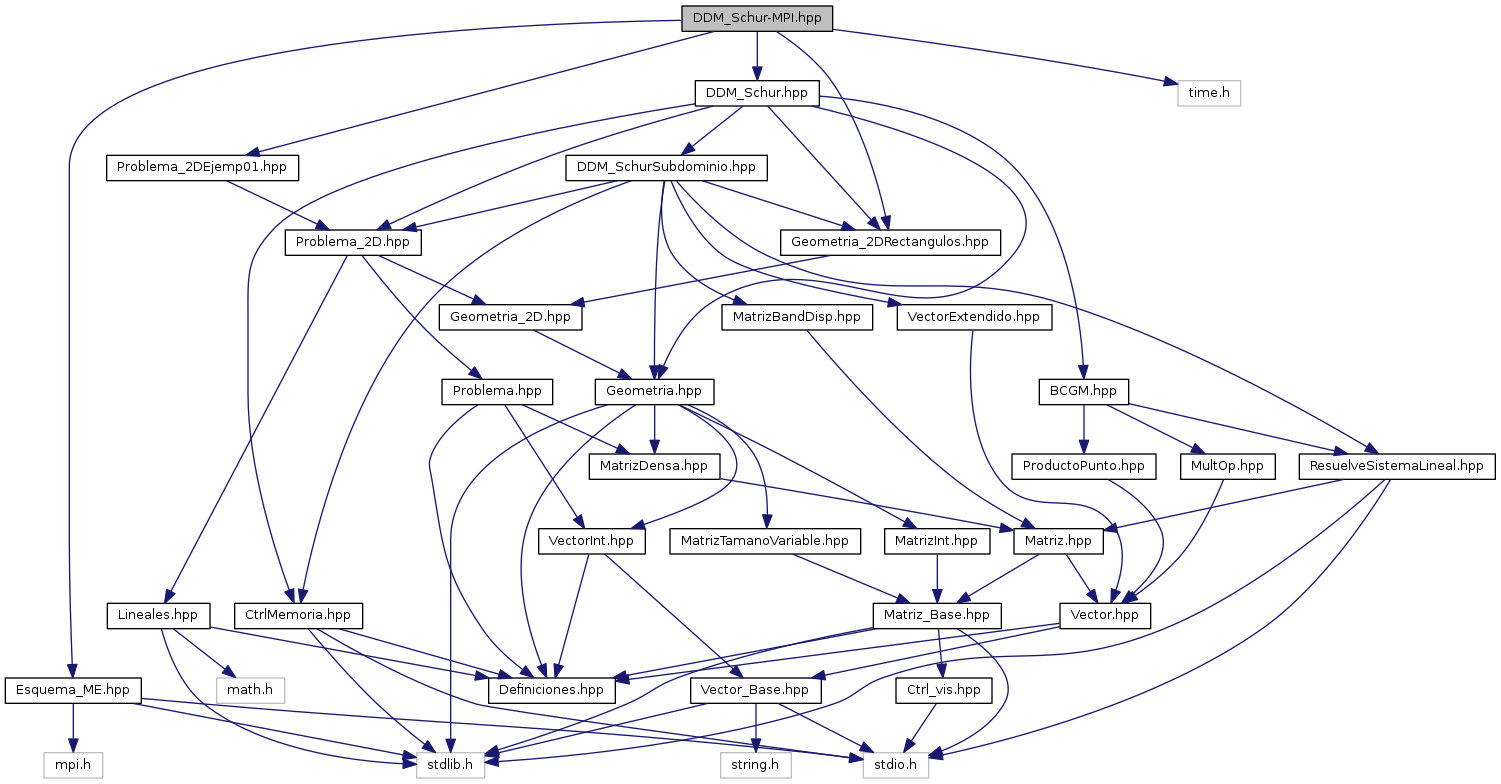 DDM_Schur-MPI.hpp
DDM_Schur.hpp
time.h
Problema_2DEjemp01.hpp
DDM_SchurSubdominio.hpp
Problema_2D.hpp
Geometria_2DRectangulos.hpp
Geometria_2D.hpp
MatrizBandDisp.hpp
VectorExtendido.hpp
Problema.hpp
Geometria.hpp
BCGM.hpp
MatrizDensa.hpp
ProductoPunto.hpp
MultOp.hpp
ResuelveSistemaLineal.hpp
VectorInt.hpp
MatrizTamanoVariable.hpp
MatrizInt.hpp
Matriz.hpp
Lineales.hpp
CtrlMemoria.hpp
Matriz_Base.hpp
Vector.hpp
Esquema_ME.hpp
math.h
Definiciones.hpp
Vector_Base.hpp
Ctrl_vis.hpp
mpi.h
stdlib.h
string.h
stdio.h